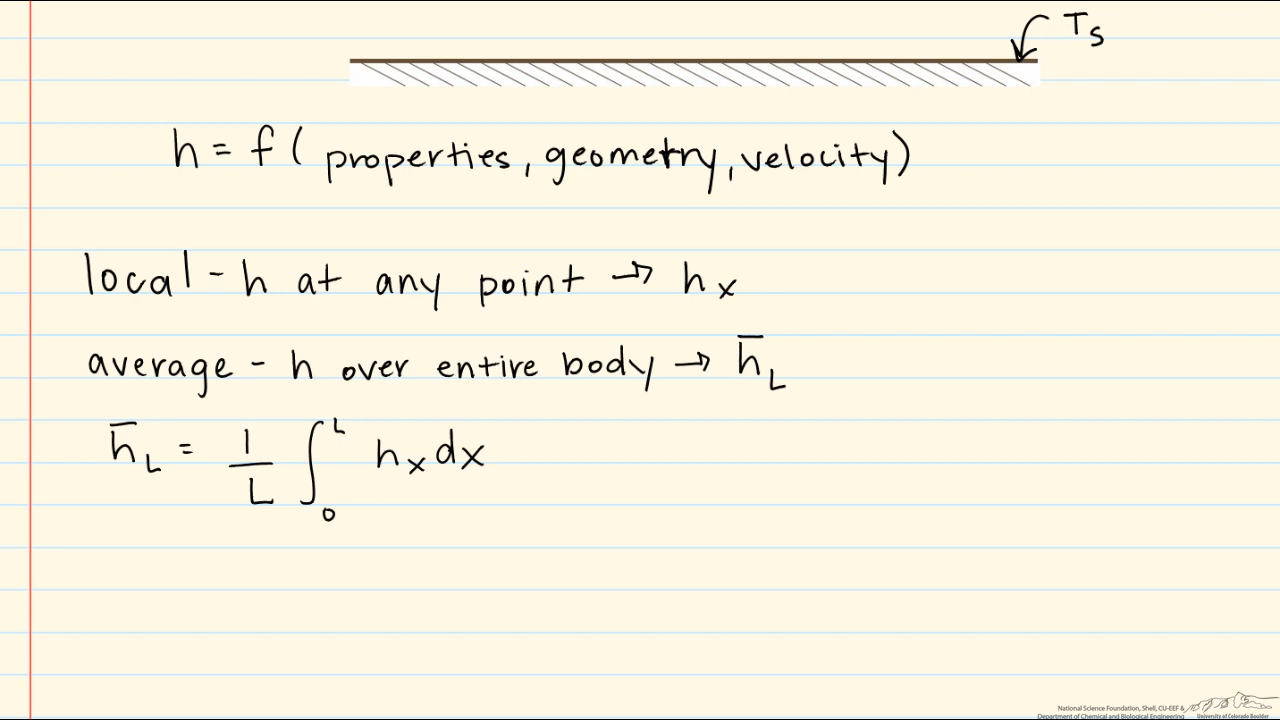 Ts
h = f ( properties, geometry, velocity)
local - h at any point → hx
average - h over entire body → h̄L
h̄L = 1/L ∫₀ᴸ hx dx
National Science Foundation, Shell, CU-EEF &
Department of Chemical and Biological Engineering
University of Colorado Boulder